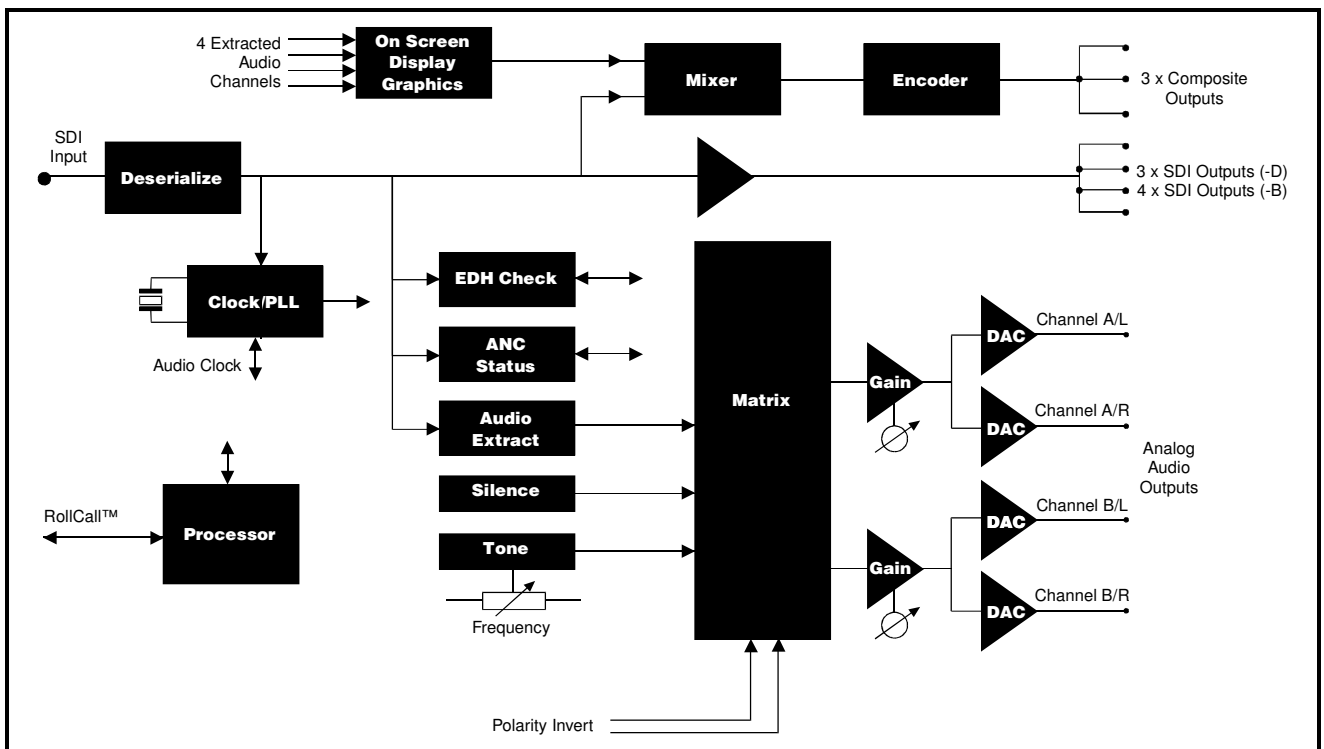 4 Extracted
Audio
Channels
On Screen
Display
Graphics
Mixer
Encoder
3 x Composite
Outputs
SDI
Input
Deserialize
3 x SDI Outputs (-D)
4 x SDI Outputs (-B)
Clock/PLL
Audio Clock
EDH Check
ANC
Status
Audio
Extract
Silence
Tone
Frequency
Matrix
Gain
Gain
DAC
Channel A/L
DAC
Channel A/R
Analog
Audio
Outputs
DAC
Channel B/L
DAC
Channel B/R
RollCall™
Processor
Polarity Invert